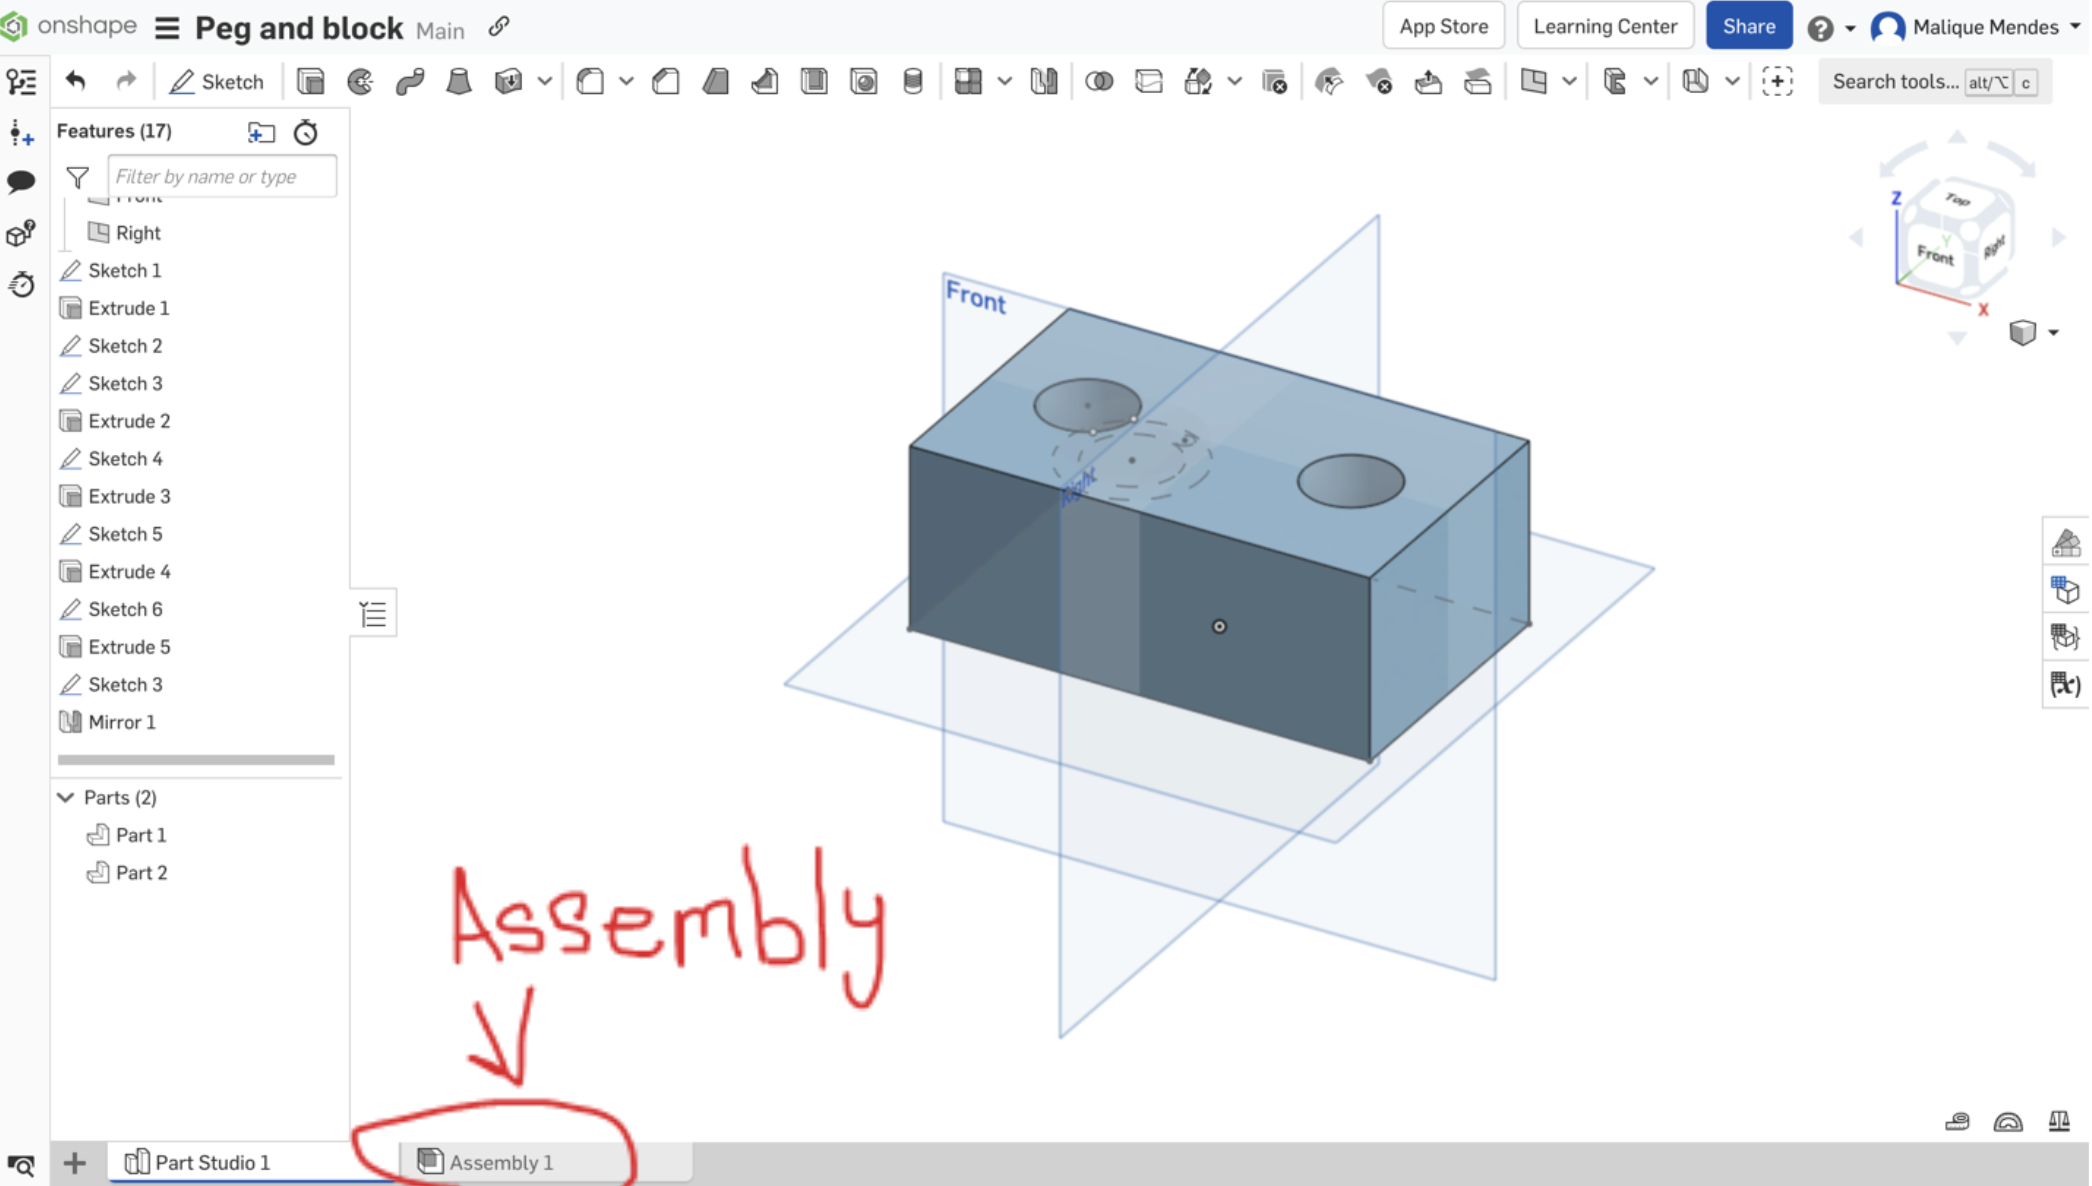 onshape Peg and block Main App Store Learning Center Share Malique Mendes
Sketch Search tools... alt/⌥ c
Features (17)
Filter by name or type
Front
Right
Sketch 1
Extrude 1
Sketch 2
Sketch 3
Extrude 2
Sketch 4
Extrude 3
Sketch 5
Extrude 4
Sketch 6
Extrude 5
Sketch 3
Mirror 1
Parts (2)
Part 1
Part 2
Front
Right
Z
Top
Y
Front
Right
X
(x)
Assembly
Part Studio 1 Assembly 1